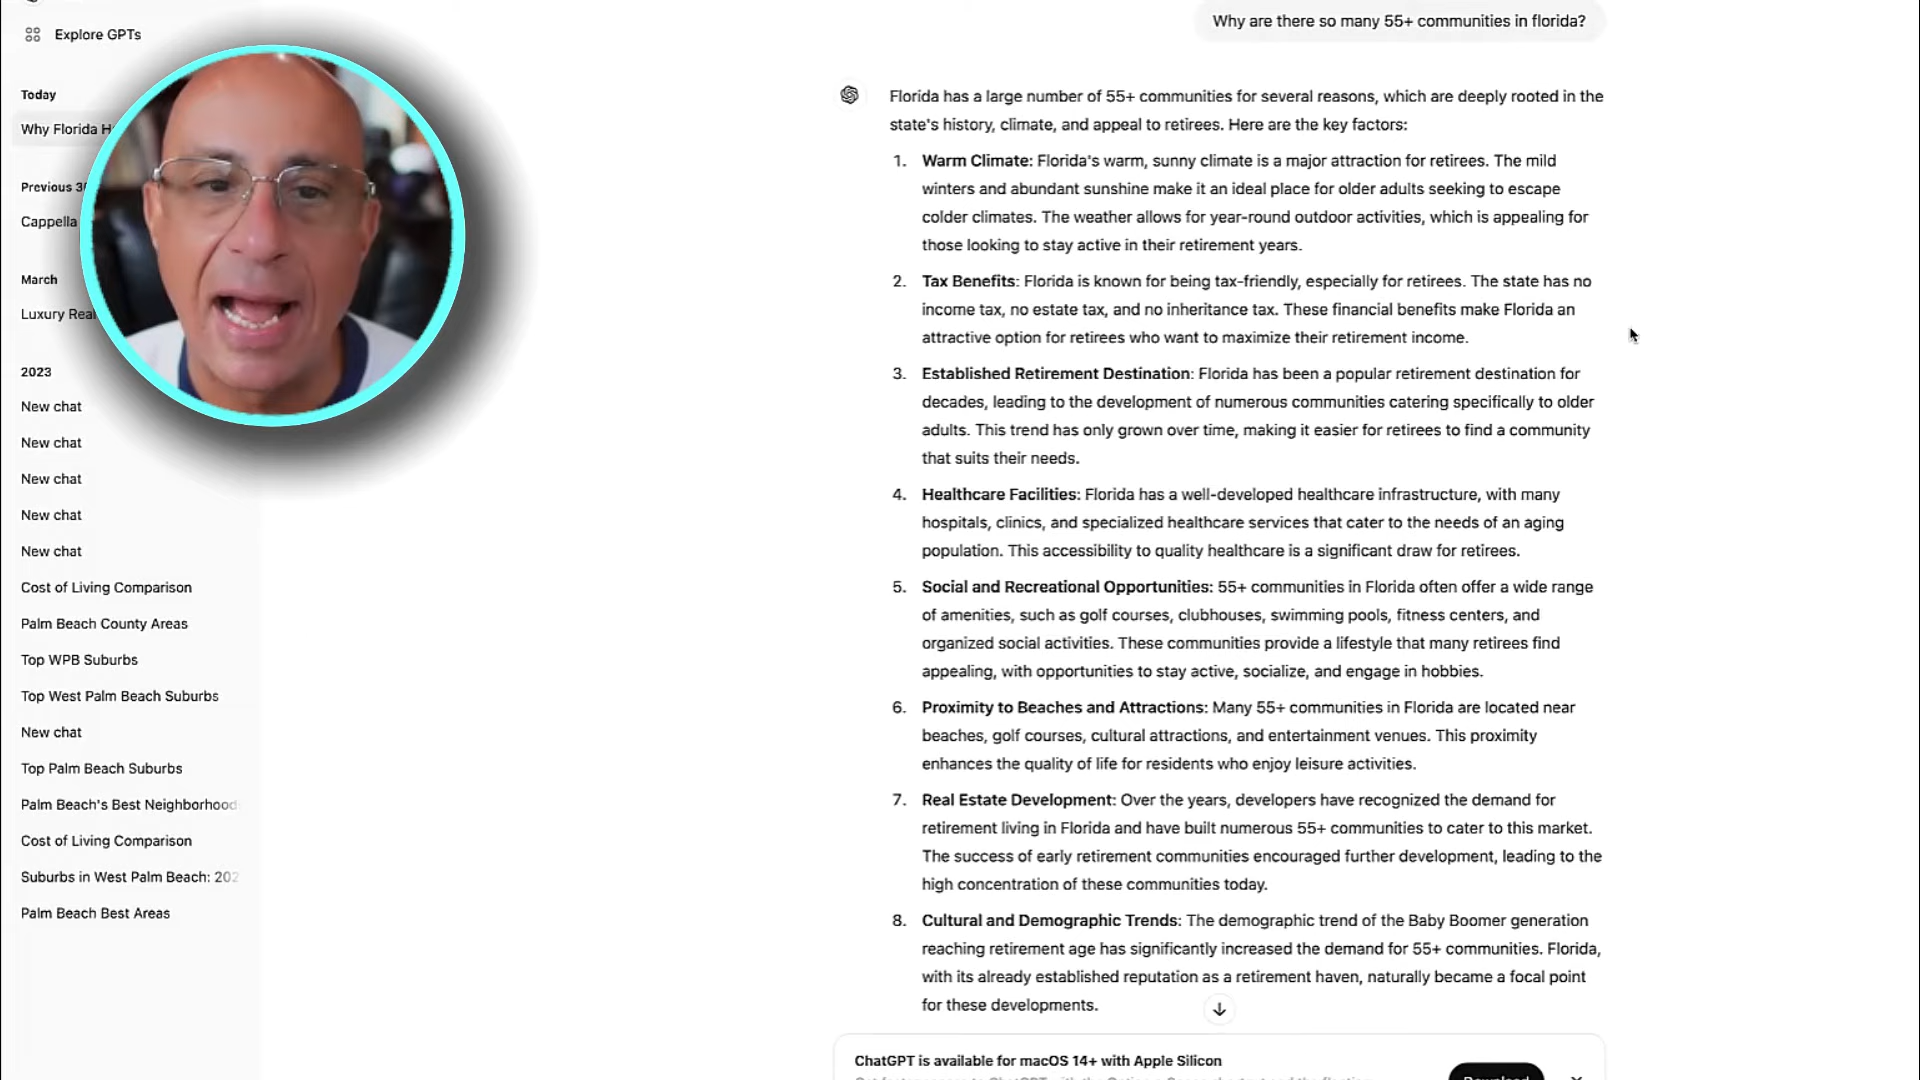 Explore GPTs
Today
Why Florida H
Previous 3
Cappella
March
Luxury Real
2023
New chat
New chat
New chat
New chat
New chat
Cost of Living Comparison
Palm Beach County Areas
Top WPB Suburbs
Top West Palm Beach Suburbs
New chat
Top Palm Beach Suburbs
Palm Beach's Best Neighborhood
Cost of Living Comparison
Suburbs in West Palm Beach: 202
Palm Beach Best Areas
Why are there so many 55+ communities in florida?
Florida has a large number of 55+ communities for several reasons, which are deeply rooted in the
state's history, climate, and appeal to retirees. Here are the key factors:
1. Warm Climate: Florida's warm, sunny climate is a major attraction for retirees. The mild
winters and abundant sunshine make it an ideal place for older adults seeking to escape
colder climates. The weather allows for year-round outdoor activities, which is appealing for
those looking to stay active in their retirement years.
2. Tax Benefits: Florida is known for being tax-friendly, especially for retirees. The state has no
income tax, no estate tax, and no inheritance tax. These financial benefits make Florida an
attractive option for retirees who want to maximize their retirement income.
3. Established Retirement Destination: Florida has been a popular retirement destination for
decades, leading to the development of numerous communities catering specifically to older
adults. This trend has only grown over time, making it easier for retirees to find a community
that suits their needs.
4. Healthcare Facilities: Florida has a well-developed healthcare infrastructure, with many
hospitals, clinics, and specialized healthcare services that cater to the needs of an aging
population. This accessibility to quality healthcare is a significant draw for retirees.
5. Social and Recreational Opportunities: 55+ communities in Florida often offer a wide range
of amenities, such as golf courses, clubhouses, swimming pools, fitness centers, and
organized social activities. These communities provide a lifestyle that many retirees find
appealing, with opportunities to stay active, socialize, and engage in hobbies.
6. Proximity to Beaches and Attractions: Many 55+ communities in Florida are located near
beaches, golf courses, cultural attractions, and entertainment venues. This proximity
enhances the quality of life for residents who enjoy leisure activities.
7. Real Estate Development: Over the years, developers have recognized the demand for
retirement living in Florida and have built numerous 55+ communities to cater to this market.
The success of early retirement communities encouraged further development, leading to the
high concentration of these communities today.
8. Cultural and Demographic Trends: The demographic trend of the Baby Boomer generation
reaching retirement age has significantly increased the demand for 55+ communities. Florida,
with its already established reputation as a retirement haven, naturally became a focal point
for these developments.
ChatGPT is available for macOS 14+ with Apple Silicon